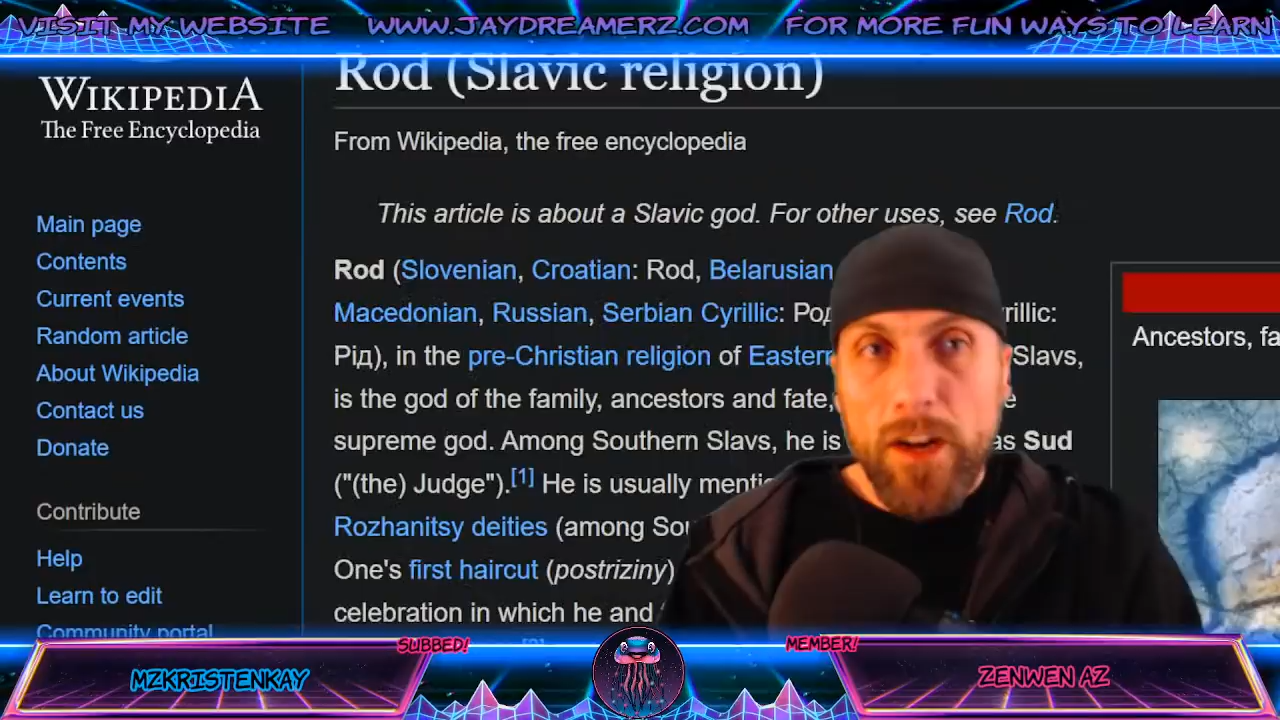 VISIT MY WEBSITE WWW.JAYDREAMERZ.COM FOR MORE FUN WAYS TO LEARN
WIKIPEDIA
The Free Encyclopedia
Main page
Contents
Current events
Random article
About Wikipedia
Contact us
Donate
Contribute
Help
Learn to edit
Community portal
Rod (Slavic religion)
From Wikipedia, the free encyclopedia
This article is about a Slavic god. For other uses, see Rod.
Rod (Slovenian, Croatian: Rod, Belarusian
Macedonian, Russian, Serbian Cyrillic: Род
Рід), in the pre-Christian religion of Eastern Slavs,
is the god of the family, ancestors and fate,
supreme god. Among Southern Slavs, he is as Sud
("(the) Judge").[1] He is usually
Rozhanitsy deities (among
One's first haircut (postriziny)
celebration in which he and
Ancestors,
SUBBED!
MZKRISTENKAY
MEMBER!
ZENWEN AZ